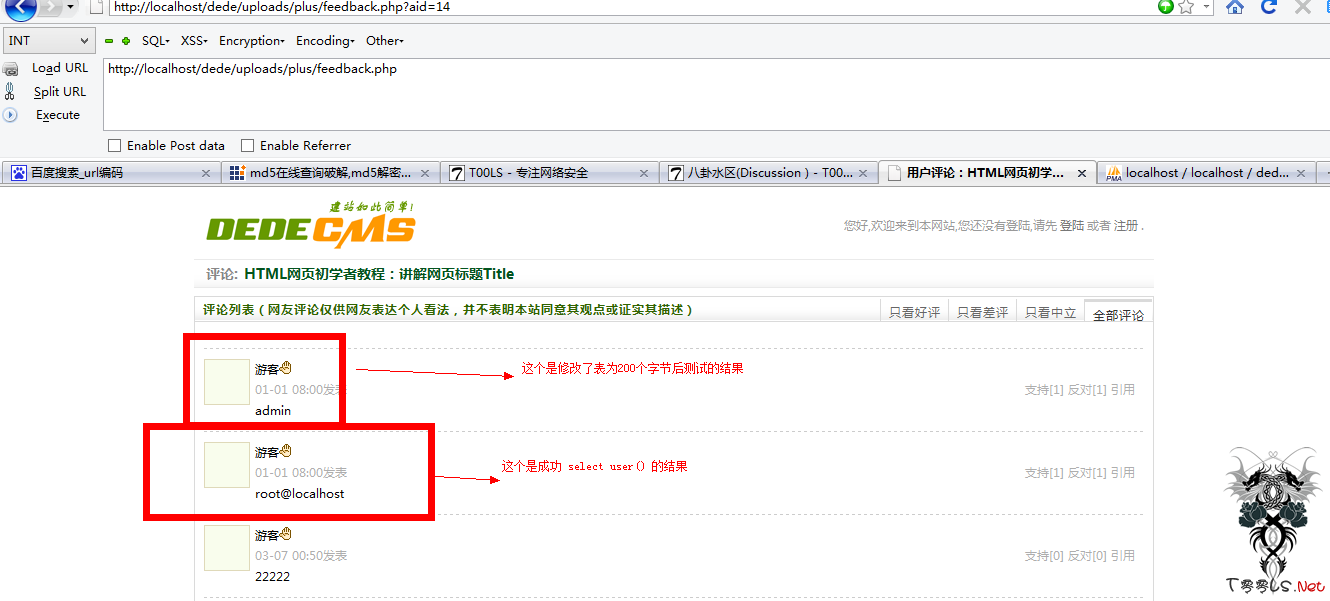 http://localhost/dede/uploads/plus/feedback.php?aid=14
INT SQL XSS Encryption Encoding Other
Load URL http://localhost/dede/uploads/plus/feedback.php
Split URL
Execute
Enable Post data Enable Referrer
百度搜索_url编码 md5在线查询破解,md5解密... T00LS - 专注网络安全 八卦水区(Discussion ) - T00... 用户评论：HTML网页初学... localhost / localhost / ded...
建站如此简单!
DEDECMS
您好,欢迎来到本网站,您还没有登陆,请先 登陆 或者 注册 .
评论: HTML网页初学者教程：讲解网页标题Title
评论列表（网友评论仅供网友表达个人看法，并不表明本站同意其观点或证实其描述） 只看好评 只看差评 只看中立 全部评论
游客 这个是修改了表为200个字节后测试的结果
01-01 08:00发表 支持[1] 反对[1] 引用
admin
游客 这个是成功 select user() 的结果
01-01 08:00发表 支持[1] 反对[1] 引用
root@localhost
游客
03-07 00:50发表 支持[0] 反对[0] 引用
22222
T零零LS.Net